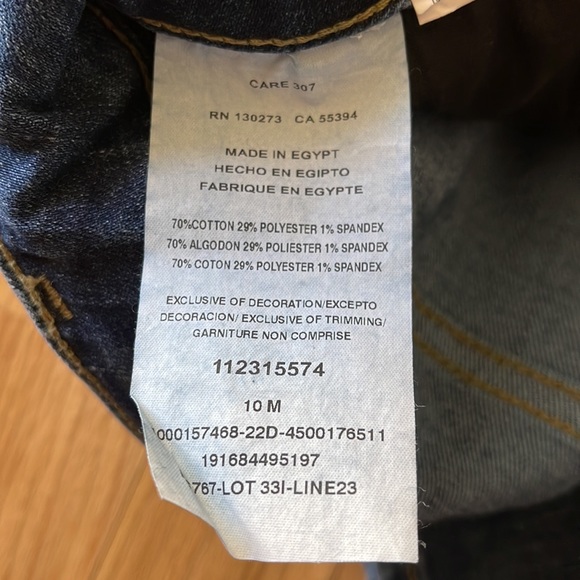 CARE 307
RN 130273 CA 55394
MADE IN EGYPT
HECHO EN EGIPTO
FABRIQUE EN EGYPTE
70%COTTON 29% POLYESTER 1% SPANDEX
70% ALGODON 29% POLIESTER 1% SPANDEX
70% COTON 29% POLYESTER 1% SPANDEX
EXCLUSIVE OF DECORATION/EXCEPTO
DECORACION/ EXCLUSIVE OF TRIMMING/
GARNITURE NON COMPRISE
112315574
10 M
000157468-22D-4500176511
191684495197
767-LOT 33I-LINE23